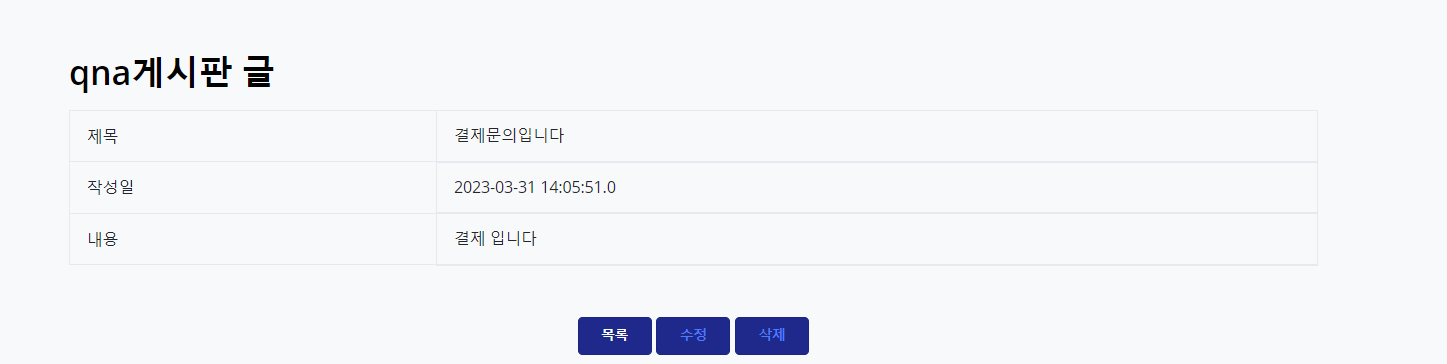 qna게시판 글
제목 결제문의입니다
작성일 2023-03-31 14:05:51.0
내용 결제 입니다
목록 수정 삭제